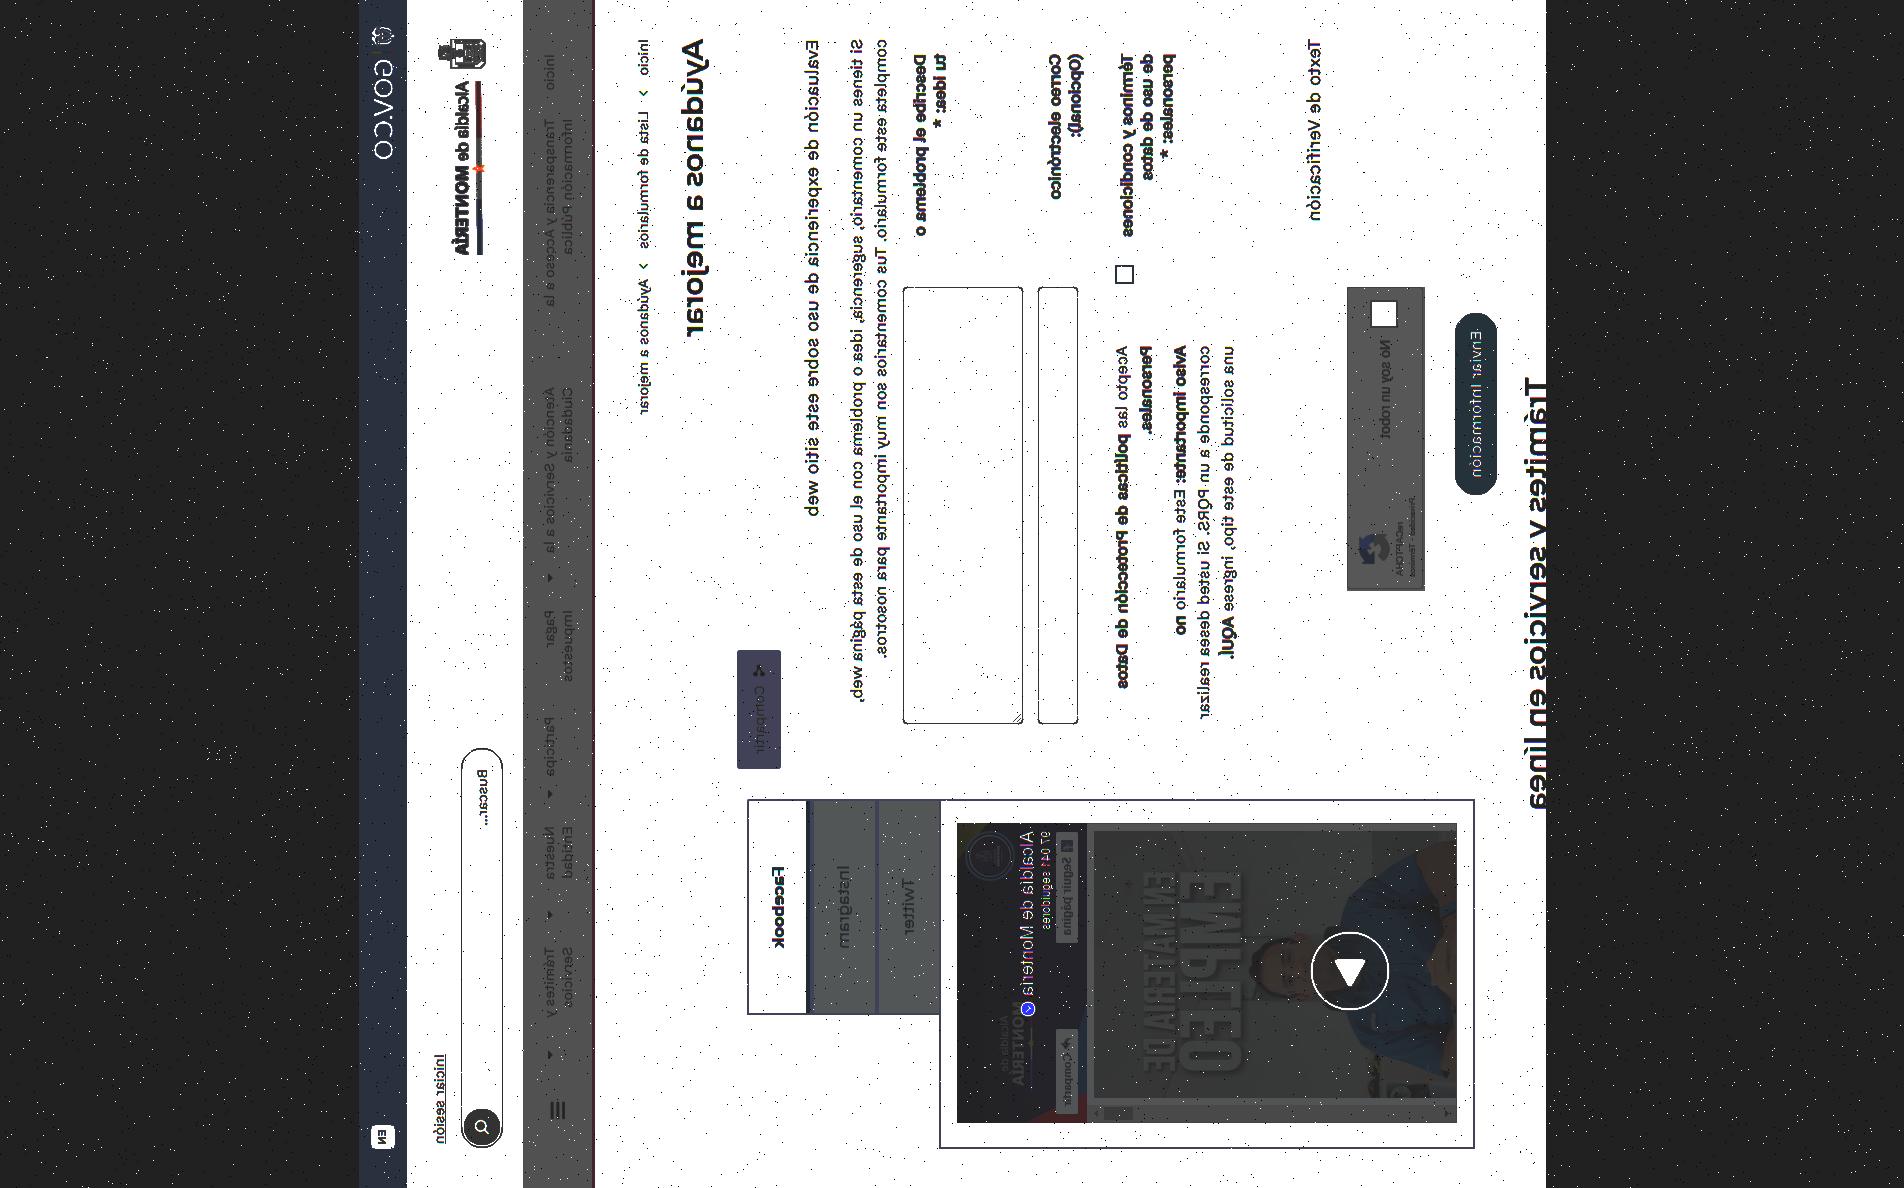 GOV.CO
EN
Alcaldía de MONTERÍA
Iniciar sesión
Buscar...
Inicio
Transparencia y Acceso a la
Información Pública
Atención y Servicios a la
Ciudadanía
Pagar
Impuestos
Participa
Nuestra
Entidad
Trámites y
Servicios
Inicio > Lista de formularios > Ayúdanos a mejorar
Ayúdanos a mejorar
Compartir
Evaluación de experiencia de uso sobre este sitio web
Si tienes un comentario, sugerencia, idea o problema con el uso de esta página web,
completa este formulario. Tus comentarios son muy importante para nosotros.
Describe el problema o
tu idea: *
Correo electrónico
(Opcional):
Términos y condiciones
de uso de datos
personales: *
Acepto las políticas de Protección de Datos
Personales.
Aviso importante: Este formulario no
corresponde a un PQRSS. Si usted desea realizar
una solicitud de este tipo, ingrese AQUÍ.
Texto de Verificación
No soy un robot
reCAPTCHA
Privacidad - Términos
Enviar Información
Facebook
Instagram
Twitter
Alcaldía de Montería
Seguir página
Compartir
Alcaldía de
MONTERÍA
EN MATERIA DE
EMPLEO
Trámites y servicios en línea